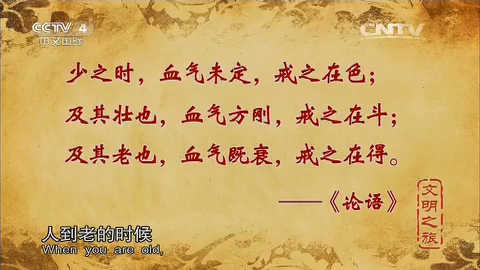 CCTV 4
中文国际
CNTV
少之时，血气未定，戒之在色；
及其壮也，血气方刚，戒之在斗；
及其老也，血气既衰，戒之在得。
——《论语》
文明之旅
人到老的时候
When you are old,